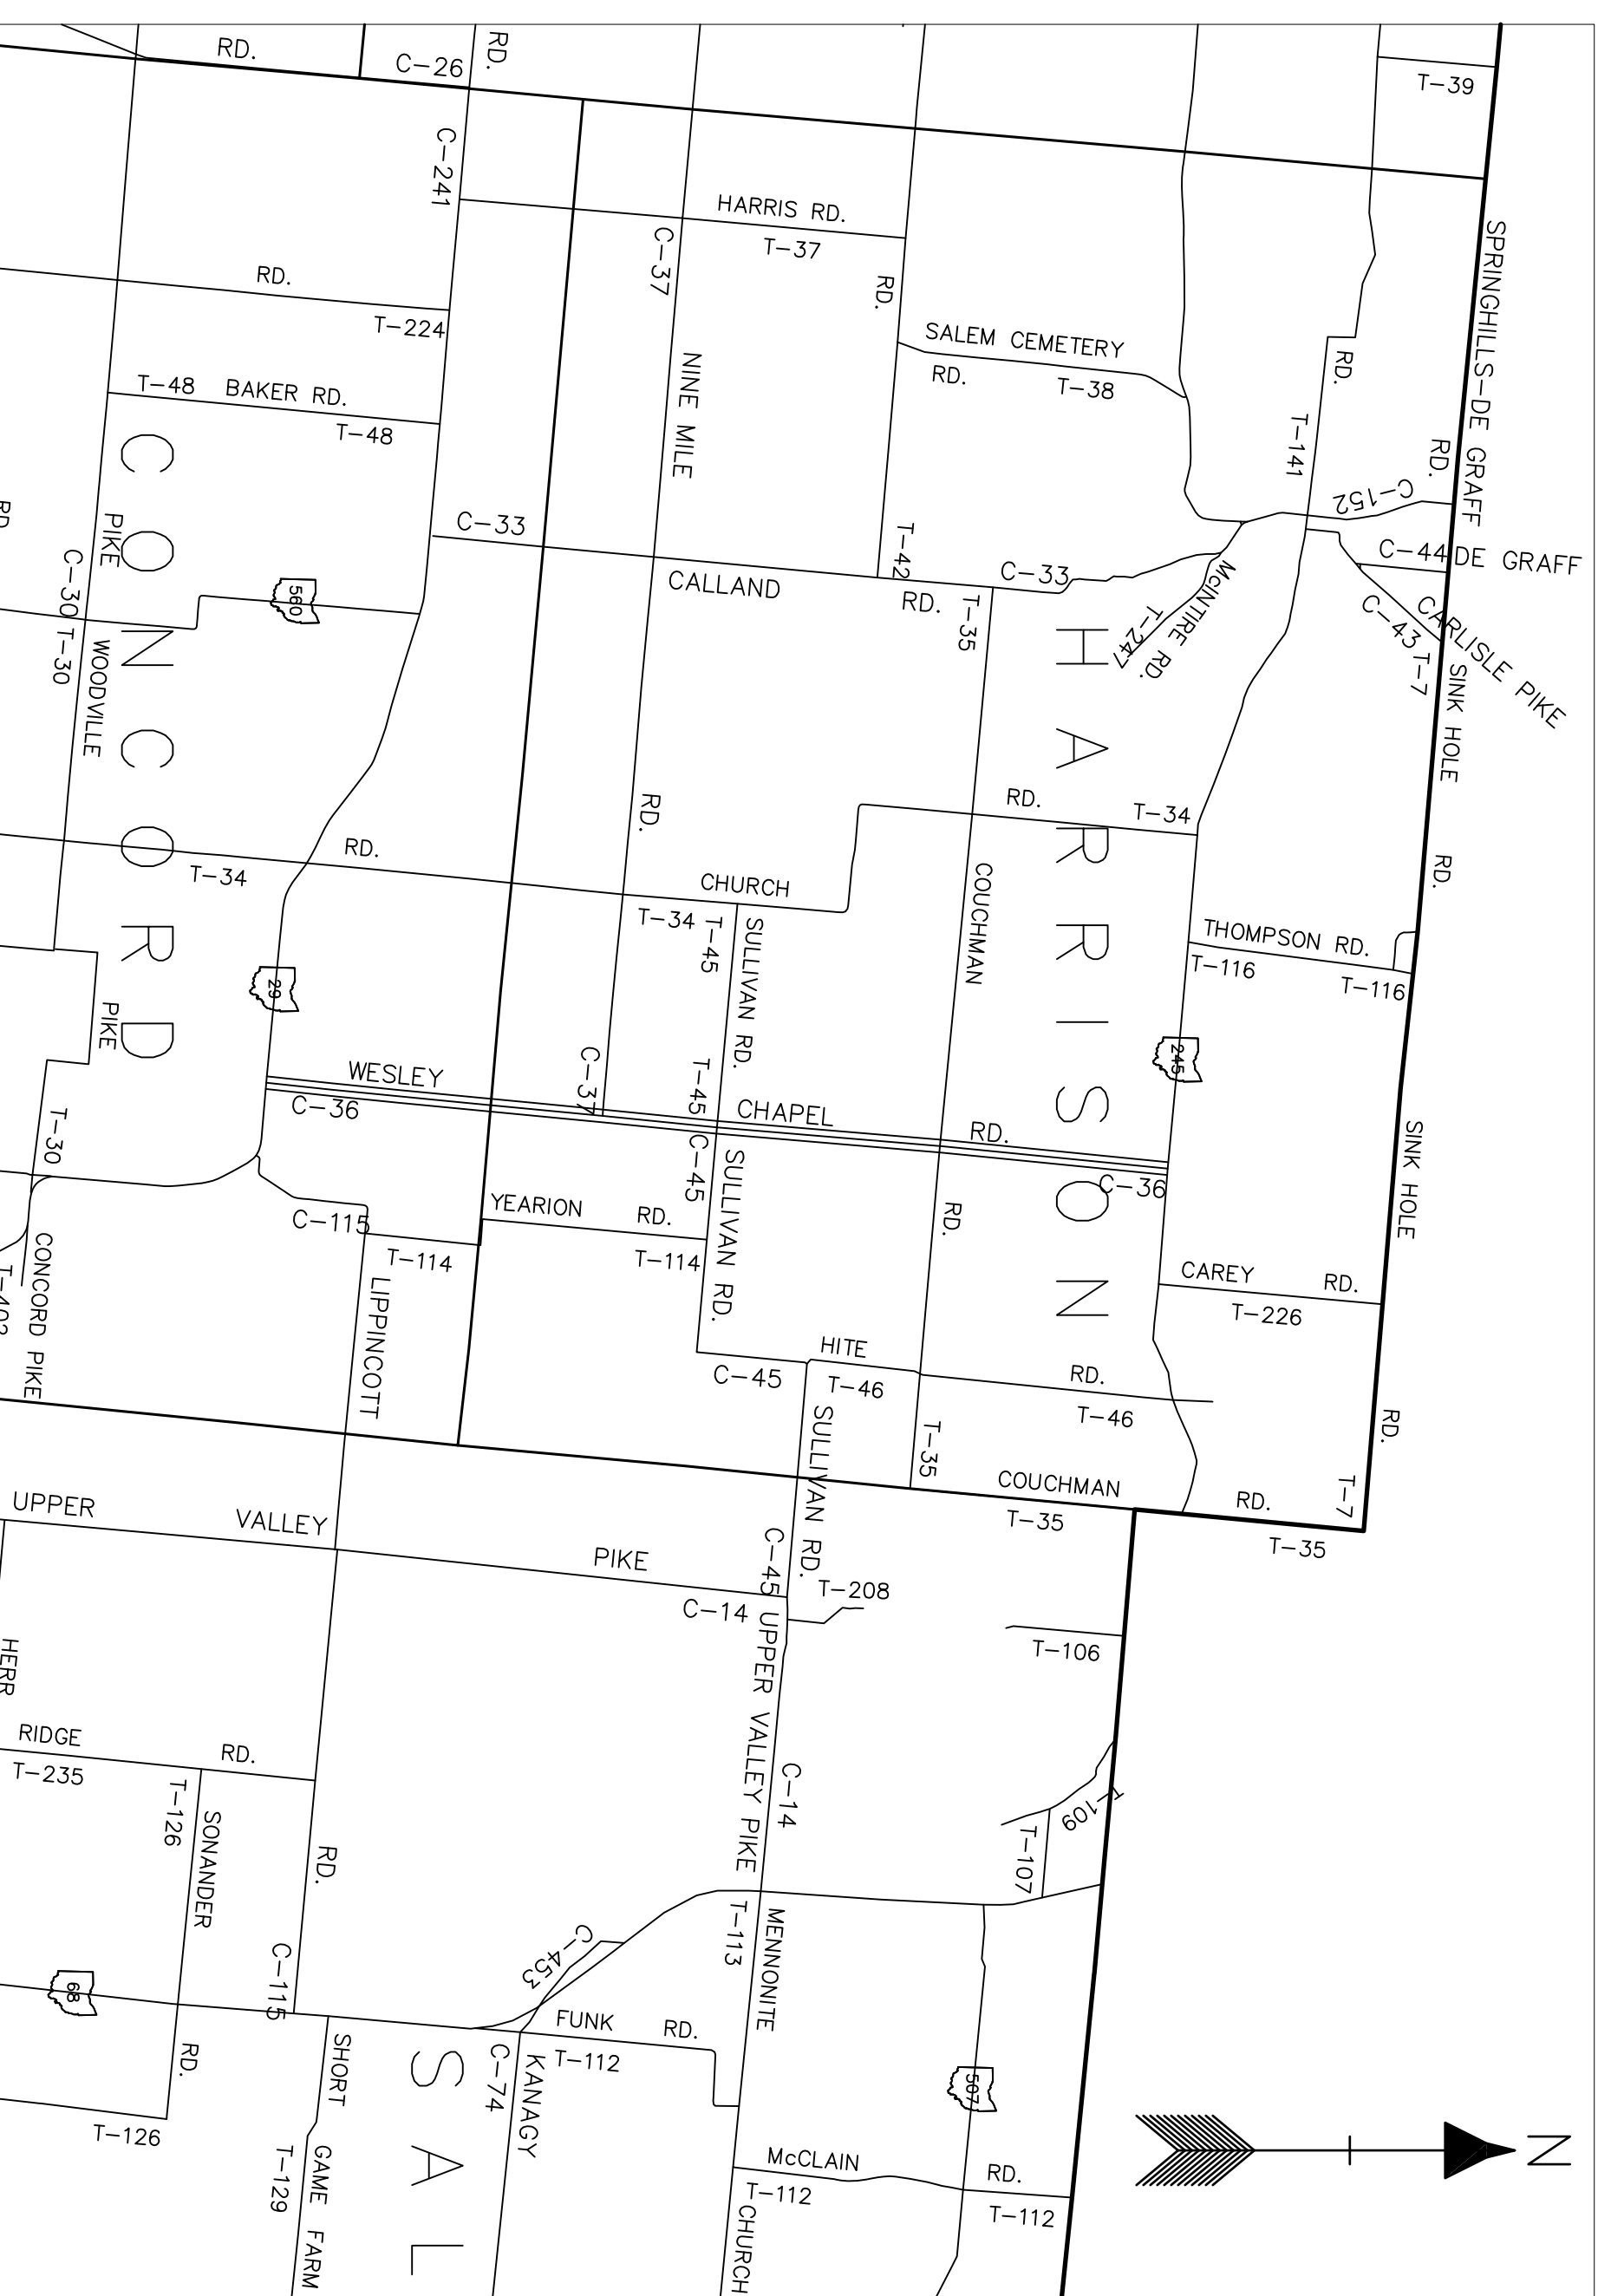 RD.
C-26
RD.
T-39
C-241
HARRIS RD.
T-37
C-37
RD.
SPRINGHILLS-DE GRAFF
RD.
RD.
T-224
SALEM CEMETERY
RD.
T-38
RD.
T-48
BAKER RD.
T-48
NINE MILE
T-141
RD.
C-152
C-33
T-42
C-33
C-44
DE GRAFF
CALLAND
RD.
T-35
McINTIRE RD.
T-247
C-43
T-7
CARLISLE PIKE
RD
PIKE
C-30
T-30
560
WOODVILLE
CONCORD
HARRISON
SINK HOLE
RD.
RD.
T-34
RD.
T-34
RD.
CHURCH
T-34
T-45
SULLIVAN RD.
COUCHMAN
THOMPSON RD.
T-116
T-116
29
PIKE
245
WESLEY
C-36
C-37
T-45
CHAPEL
RD.
C-36
SINK HOLE
T-30
C-45
SULLIVAN RD.
YEARION
RD.
T-114
C-115
T-114
RD.
CAREY
RD.
T-226
CONCORD PIKE
T-402
LIPPINCOTT
HITE
RD.
C-45
T-46
T-46
SULLIVAN RD.
T-35
RD.
T-7
COUCHMAN
RD.
T-35
T-35
UPPER
VALLEY
PIKE
C-45
T-208
C-14
UPPER VALLEY PIKE
C-14
T-106
HERR
RIDGE
RD.
T-235
T-126
SONANDER
RD.
T-109
T-107
C-115
T-113
MENNONITE
C-453
68
RD.
FUNK
RD.
T-112
SHORT
C-74
KANAGY
507
SAL
T-126
T-129
GAME FARM
McCLAIN
RD.
T-112
T-112
CHURCH
N